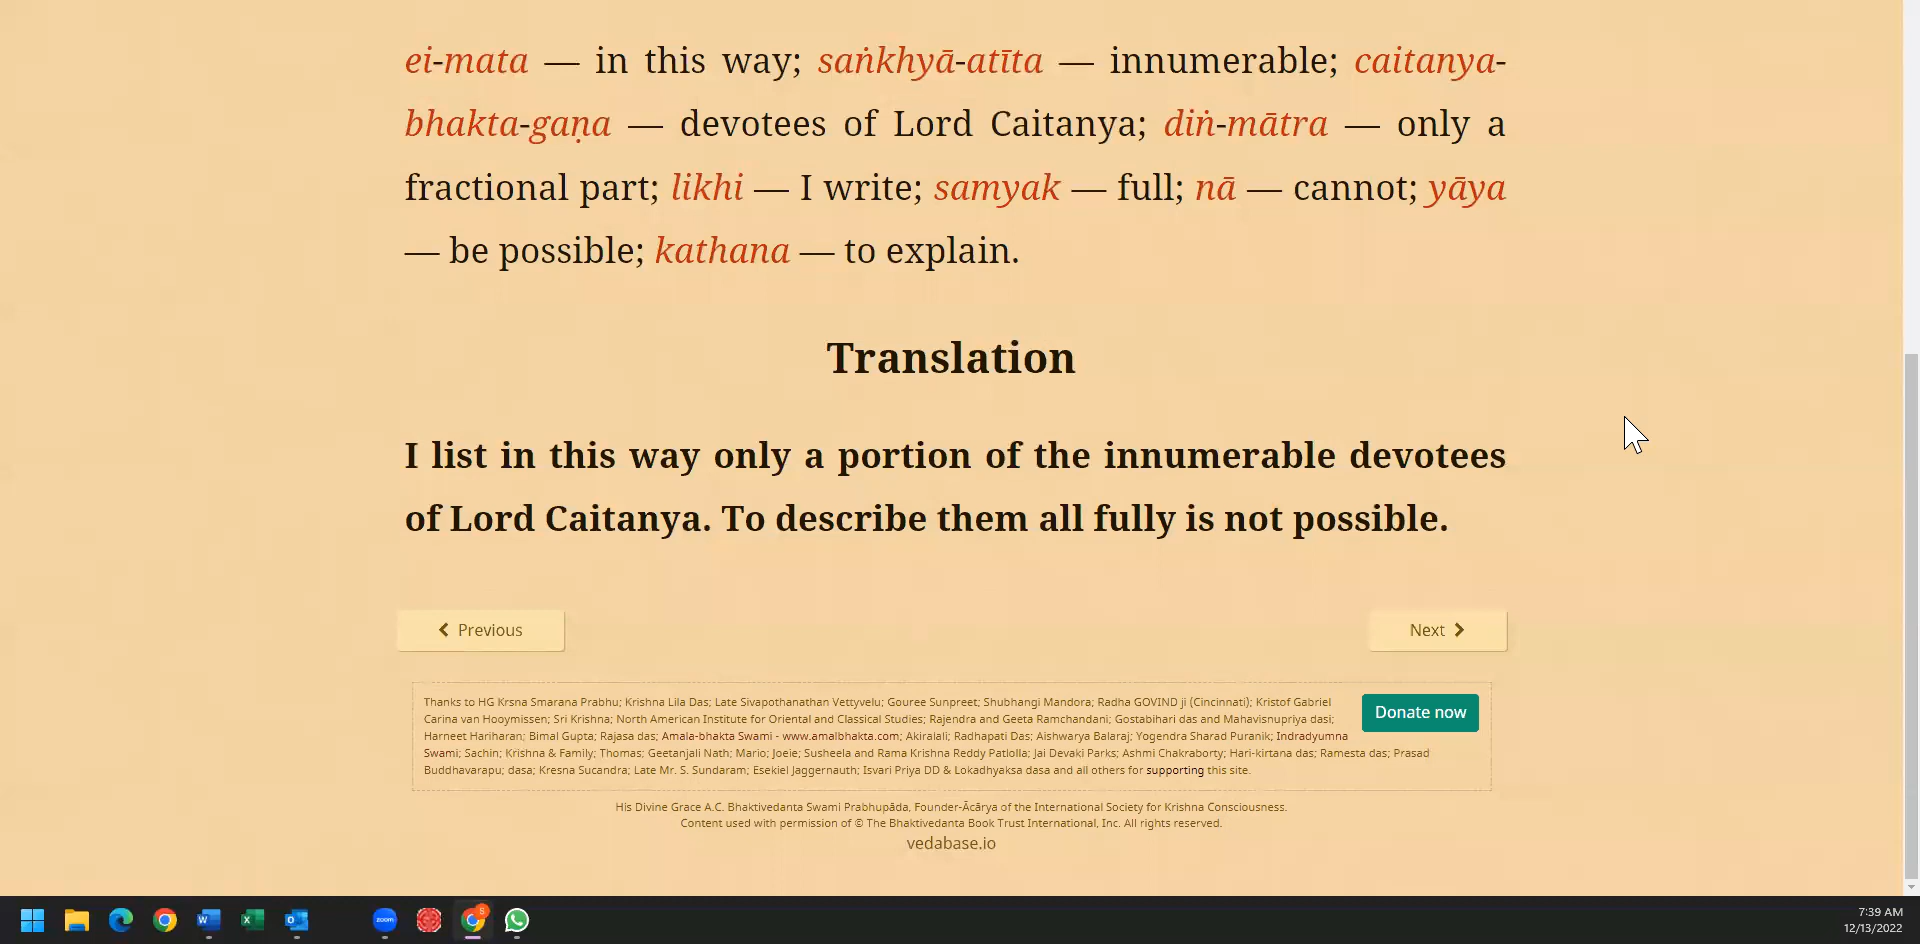 ei-mata — in this way; saṅkhyā-atīta — innumerable; caitanya-
bhakta-gaṇa — devotees of Lord Caitanya; diṅ-mātra — only a
fractional part; likhi — I write; samyak — full; nā — cannot; yāya
— be possible; kathana — to explain.
Translation
I list in this way only a portion of the innumerable devotees
of Lord Caitanya. To describe them all fully is not possible.
Previous
Next
Thanks to HG Krsna Smarana Prabhu; Krishna Lila Das; Late Sivapothanathan Vettyvelu; Gouree Sunpreet; Shubhangi Mandora; Radha GOVIND ji (Cincinnati); Kristof Gabriel
Carina van Hooymissen; Sri Krishna; North American Institute for Oriental and Classical Studies; Rajendra and Geeta Ramchandani; Gostabihari das and Mahavisnupriya dasi;
Harneet Hariharan; Bimal Gupta; Rajasa das; Amala-bhakta Swami - www.amalbhakta.com; Akiralali; Radhapati Das; Aishwarya Balaraj; Yogendra Sharad Puranik; Indradyumna
Swami; Sachin; Krishna & Family; Thomas; Geetanjali Nath; Mario; Joeie; Susheela and Rama Krishna Reddy Patlolla; Jai Devaki Parks; Ashmi Chakraborty; Hari-kirtana das; Ramesta das; Prasad
Buddhavarapu; dasa; Kresna Sucandra; Late Mr. S. Sundaram; Esekiel Jaggernauth; Isvari Priya DD & Lokadhyaksa dasa and all others for supporting this site.
Donate now
His Divine Grace A.C. Bhaktivedanta Swami Prabhupāda, Founder-Ācārya of the International Society for Krishna Consciousness.
Content used with permission of © The Bhaktivedanta Book Trust International, Inc. All rights reserved.
vedabase.io
zoom
7:39 AM
12/13/2022